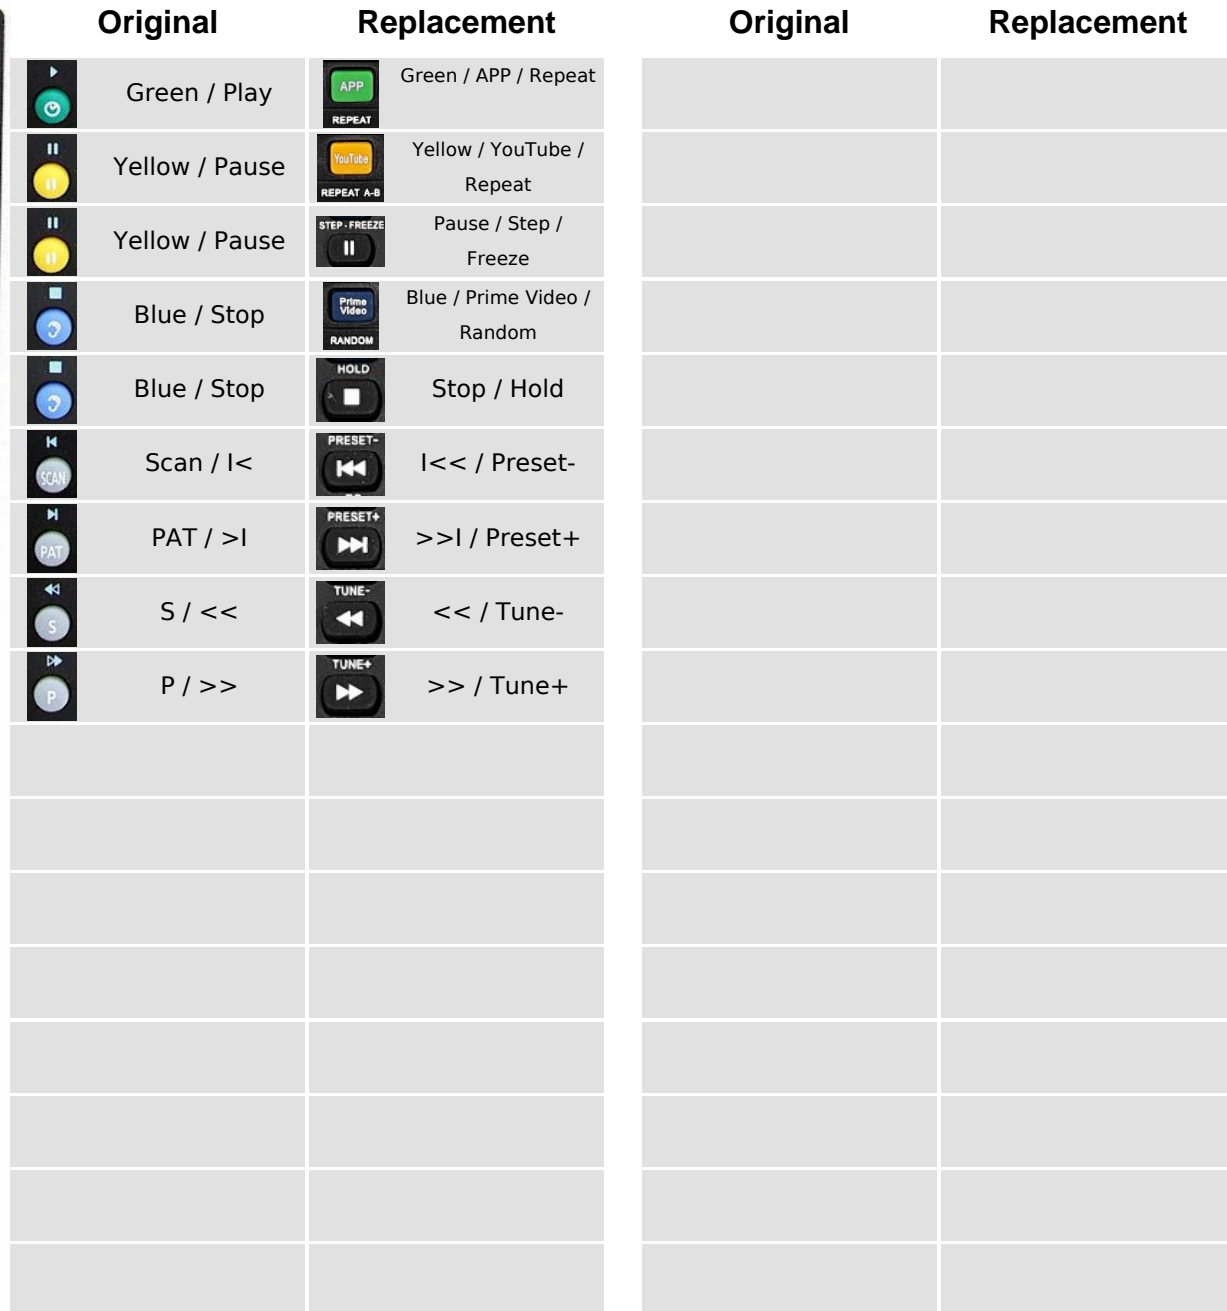 Original Replacement Original Replacement
Green / Play APP REPEAT Green / APP / Repeat
Yellow / Pause YouTube REPEAT A-B Yellow / YouTube /
Repeat
Yellow / Pause STEP-FREEZE Pause / Step /
Freeze
Blue / Stop Prime Video RANDOM Blue / Prime Video /
Random
Blue / Stop HOLD Stop / Hold
SCAN Scan / I< PRESET- I<< / Preset-
PAT PAT / >I PRESET+ >>I / Preset+
S S / << TUNE- << / Tune-
P P / >> TUNE+ >> / Tune+